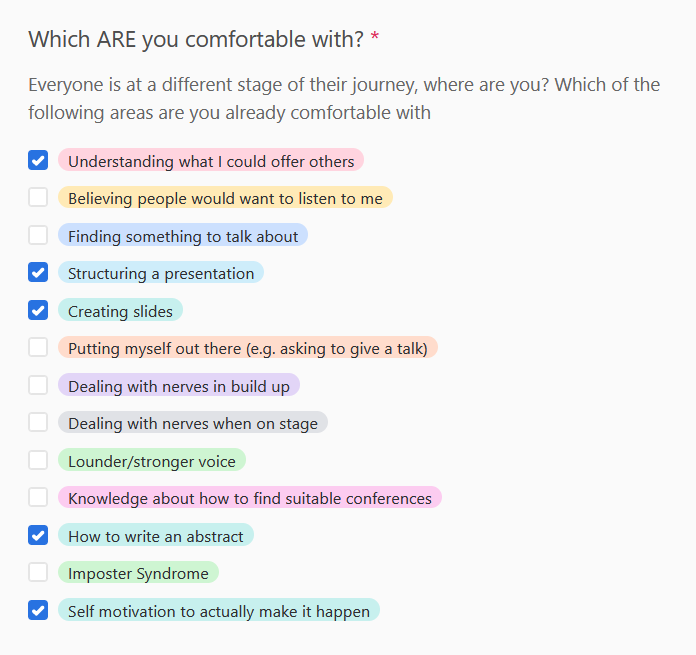 Which ARE you comfortable with? *
Everyone is at a different stage of their journey, where are you? Which of the
following areas are you already comfortable with
Understanding what I could offer others
Believing people would want to listen to me
Finding something to talk about
Structuring a presentation
Creating slides
Putting myself out there (e.g. asking to give a talk)
Dealing with nerves in build up
Dealing with nerves when on stage
Lounder/stronger voice
Knowledge about how to find suitable conferences
How to write an abstract
Imposter Syndrome
Self motivation to actually make it happen